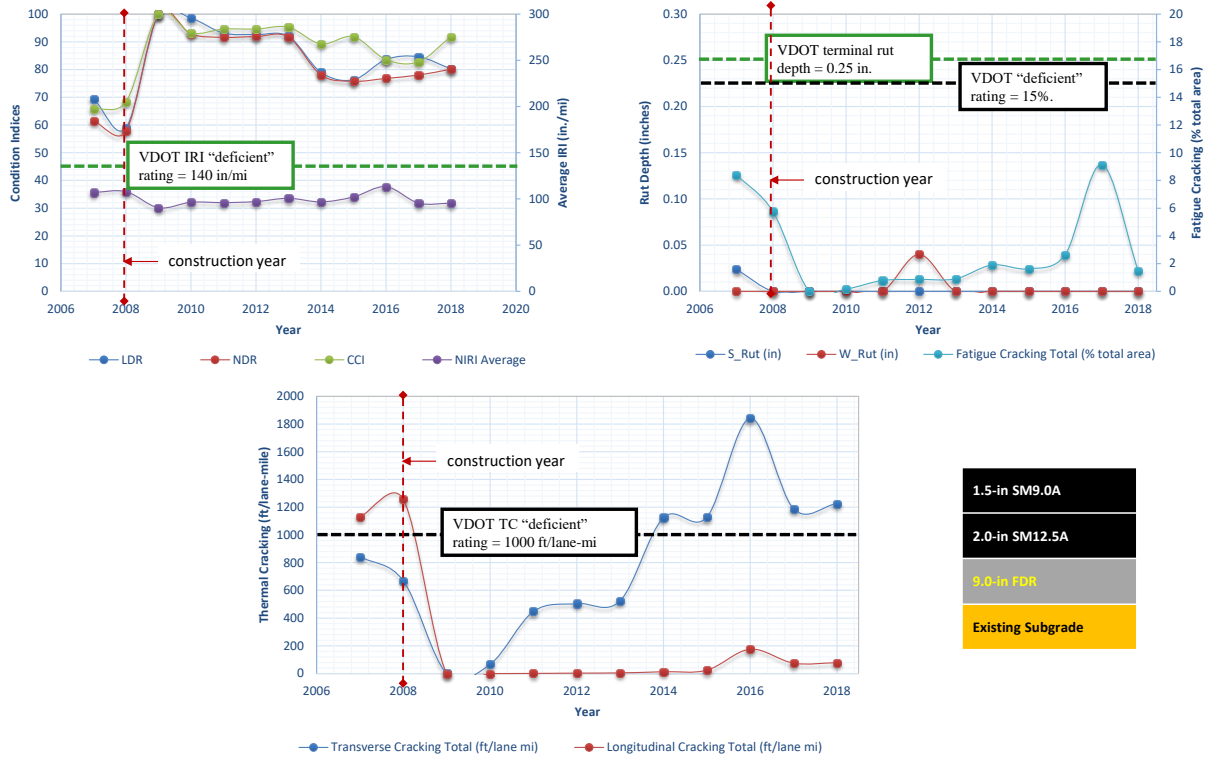 100
90
80
70
60
50
40
30
20
10
0
Condition Indices
300
250
200
150
100
50
0
Average IRI (in./mi)
VDOT IRI “deficient”
rating = 140 in/mi
construction year
2006
2008
2010
2012
2014
2016
2018
2020
Year
LDR
NDR
CCI
NIRI Average
0.30
0.25
0.20
0.15
0.10
0.05
0.00
Rut Depth (inches)
20
18
16
14
12
10
8
6
4
2
0
Fatigue Cracking (% total area)
VDOT terminal rut
depth = 0.25 in.
VDOT “deficient”
rating = 15%.
construction year
2006
2008
2010
2012
2014
2016
2018
Year
S_Rut (in)
W_Rut (in)
Fatigue Cracking Total (% total area)
2000
1800
1600
1400
1200
1000
800
600
400
200
0
Thermal Cracking (ft/lane-mile)
construction year
VDOT TC “deficient”
rating = 1000 ft/lane-mi
2006
2008
2010
2012
2014
2016
2018
Year
Transverse Cracking Total (ft/lane mi)
Longitudinal Cracking Total (ft/lane mi)
1.5-in SM9.0A
2.0-in SM12.5A
9.0-in FDR
Existing Subgrade